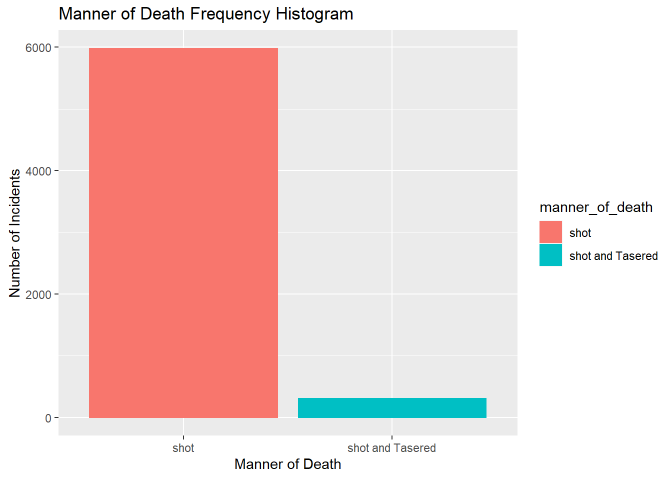 Manner of Death Frequency Histogram
Number of Incidents
6000
4000
2000
0
shot
shot and Tasered
Manner of Death
manner_of_death
shot
shot and Tasered